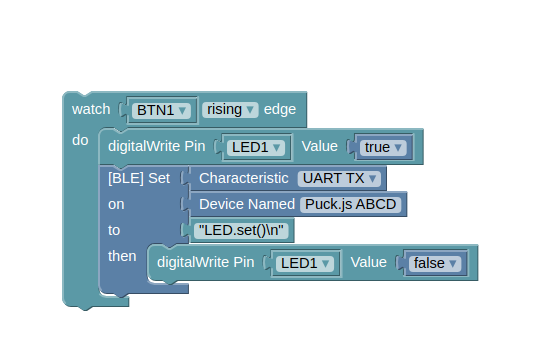 watch BTN1 ▾ rising ▾ edge
do digitalWrite Pin LED1 ▾ Value true ▾
[BLE] Set Characteristic UART TX ▾
on Device Named Puck.js ABCD
to "LED.set()\n"
then digitalWrite Pin LED1 ▾ Value false ▾